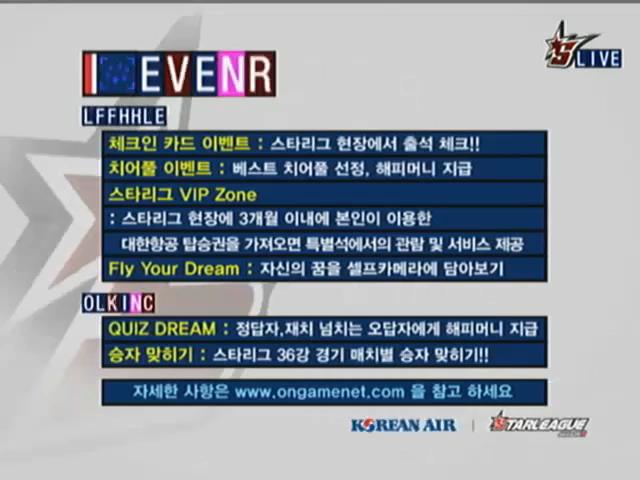 EVENR
LIVE
LFFHHLE
체크인 카드 이벤트 : 스타리그 현장에서 출석 체크!!
치어풀 이벤트 : 베스트 치어풀 선정, 해피머니 지급
스타리그 VIP Zone
: 스타리그 현장에 3개월 이내에 본인이 이용한
대한항공 탑승권을 가져오면 특별석에서의 관람 및 서비스 제공
Fly Your Dream : 자신의 꿈을 셀프카메라에 담아보기
OLKINC
QUIZ DREAM : 정답자,재치 넘치는 오답자에게 해피머니 지급
승자 맞히기 : 스타리그 36강 경기 매치별 승자 맞히기!!
자세한 사항은 www.ongamenet.com 을 참고 하세요
KOREAN AIR | STARLEAGUE